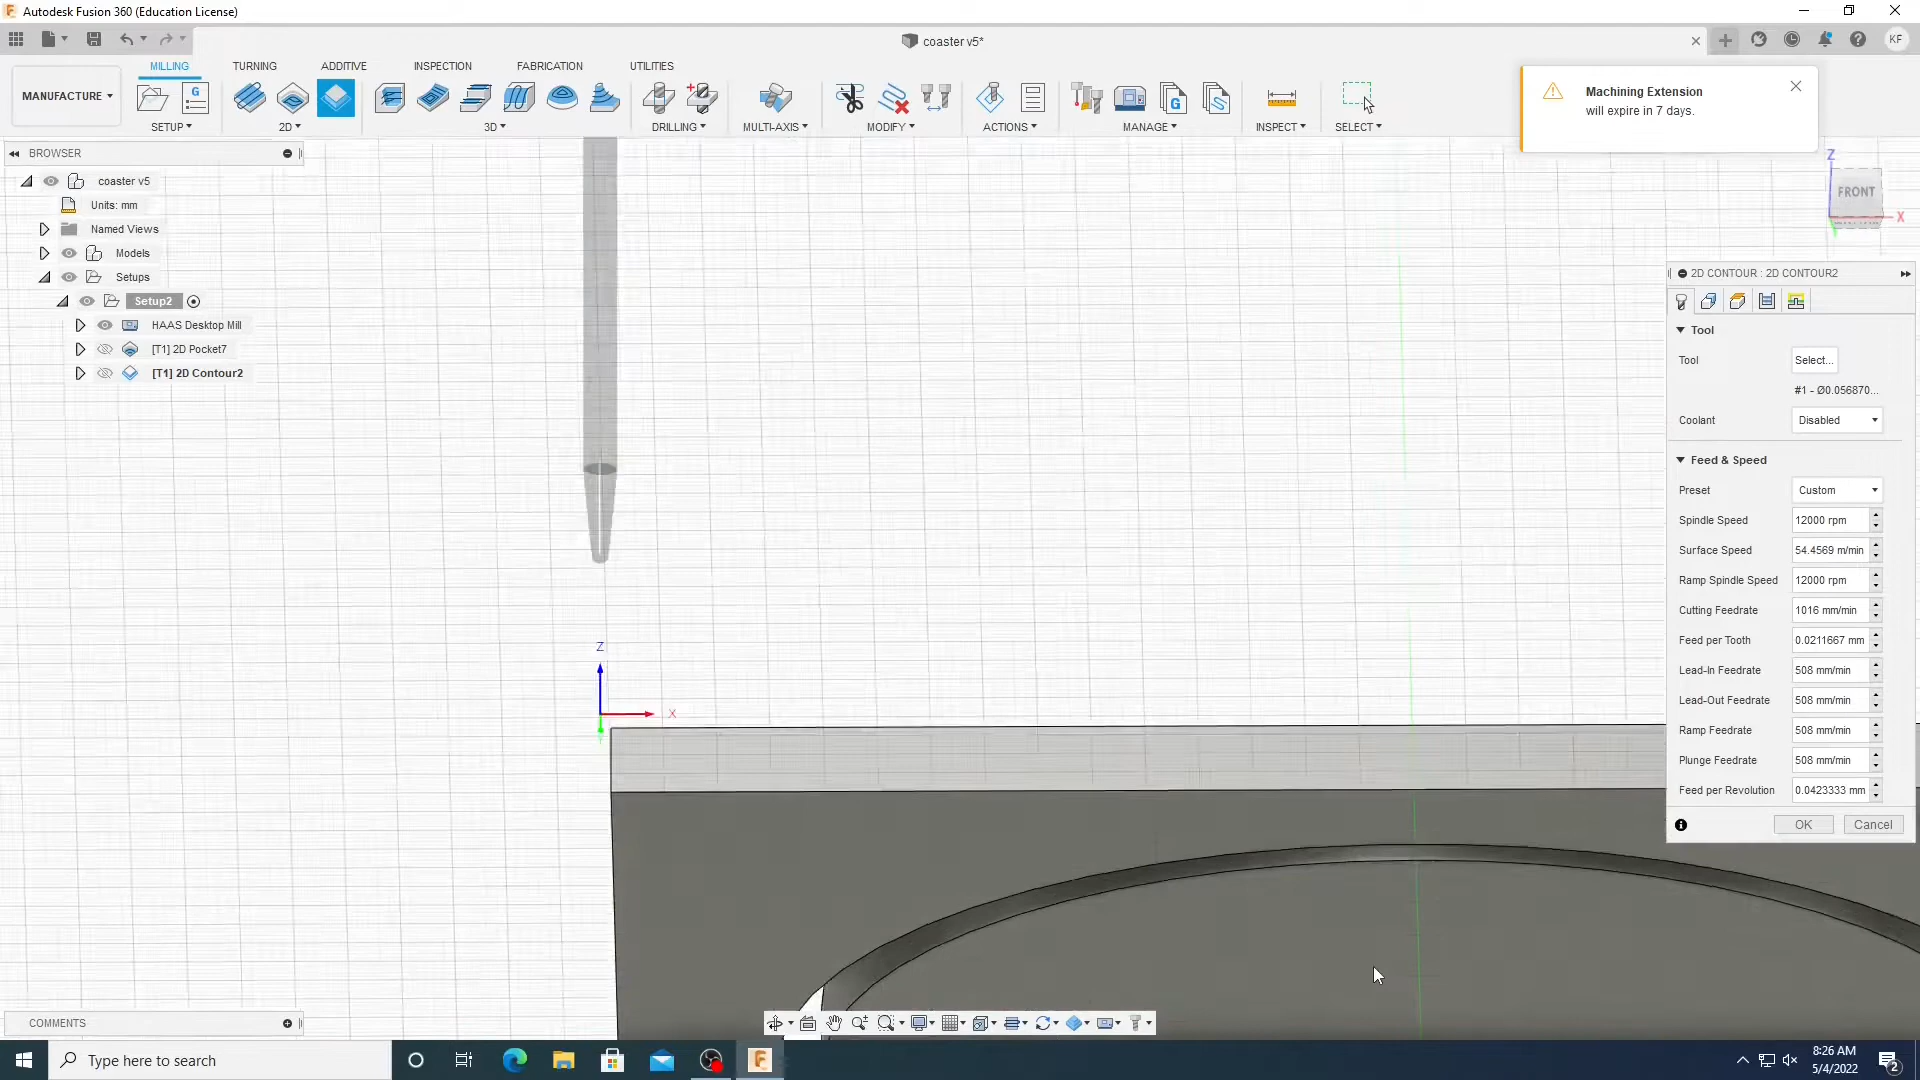 Autodesk Fusion 360 (Education License)
coaster v5*
KF
MILLING
TURNING
ADDITIVE
INSPECTION
FABRICATION
UTILITIES
MANUFACTURE
SETUP
2D
3D
DRILLING
MULTI-AXIS
MODIFY
ACTIONS
MANAGE
INSPECT
SELECT
Machining Extension
will expire in 7 days.
BROWSER
coaster v5
Units: mm
Named Views
Models
Setups
Setup2
HAAS Desktop Mill
[T1] 2D Pocket7
[T1] 2D Contour2
Z
FRONT
X
2D CONTOUR : 2D CONTOUR2
Tool
Tool
Select...
#1 - Ø0.056870...
Coolant
Disabled
Feed & Speed
Preset
Custom
Spindle Speed
12000 rpm
Surface Speed
54.4569 m/min
Ramp Spindle Speed
12000 rpm
Cutting Feedrate
1016 mm/min
Feed per Tooth
0.0211667 mm
Lead-In Feedrate
508 mm/min
Lead-Out Feedrate
508 mm/min
Ramp Feedrate
508 mm/min
Plunge Feedrate
508 mm/min
Feed per Revolution
0.0423333 mm
OK
Cancel
Z
X
COMMENTS
Type here to search
8:26 AM
5/4/2022
2